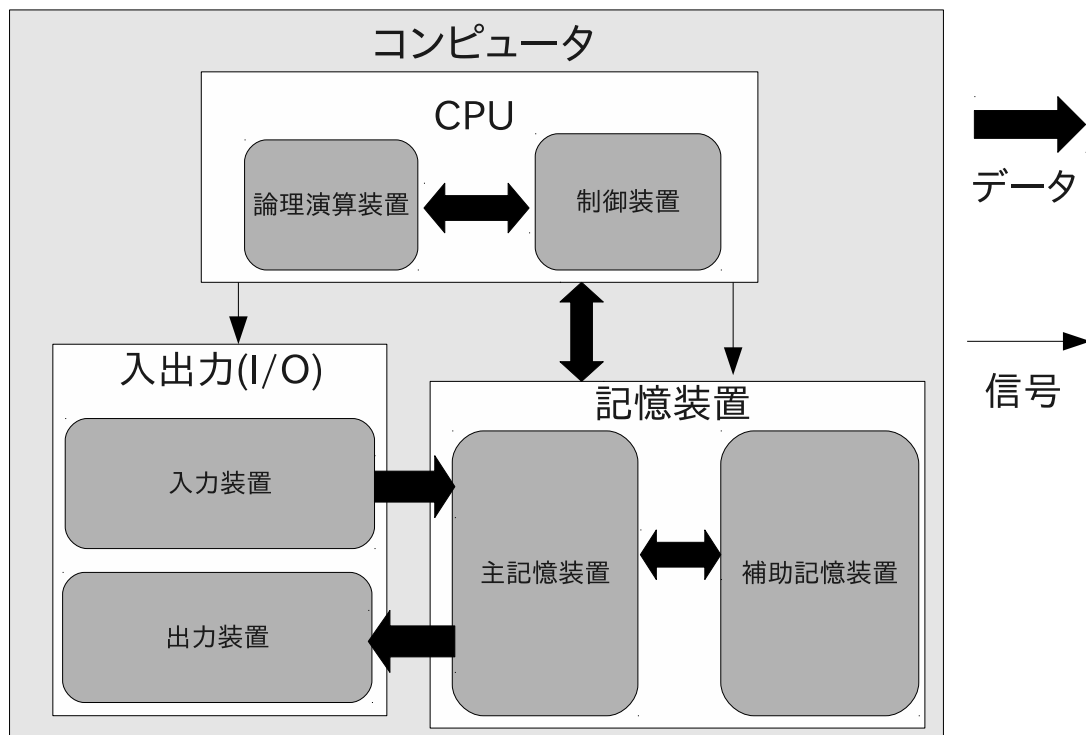 コンピュータ
CPU
論理演算装置
制御装置
データ
信号
入出力(I/O)
入力装置
出力装置
記憶装置
主記憶装置
補助記憶装置